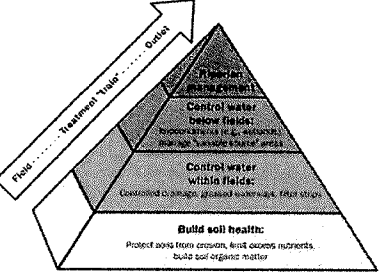 Field ........ Treatment "train" ........ Outlet
Riparian
management
Control water
below fields:
Impoundments (e.g., wetlands),
manage "variable source" areas
Control water
within fields:
Controlled drainage, grassed waterways, filter strips
Build soil health:
Protect soils from erosion, limit excess nutrients,
build soil organic matter